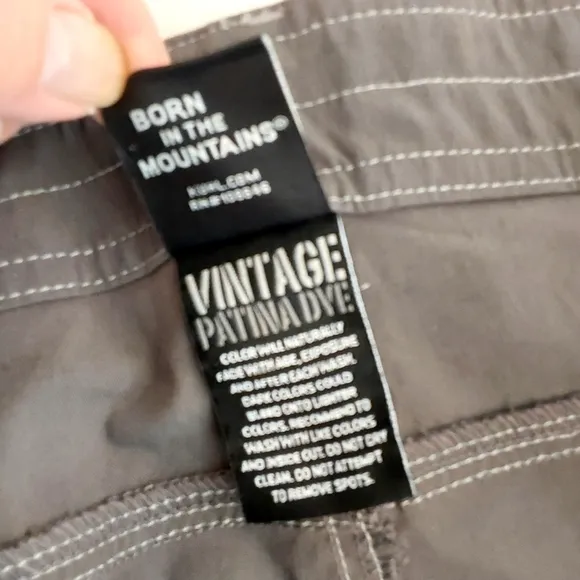 BORN
IN THE
MOUNTAINS®
KUHL.COM
VINTAGE
PATINA DYE
COLOR WILL NATURALLY
FADE WITH AGE, EXPOSURE
AND AFTER EACH WASH.
DARK COLORS COULD
BLEND ONTO LIGHTER
COLORS. RECOMMEND TO
WASH WITH LIKE COLORS
AND INSIDE OUT. DO NOT DRY
CLEAN. DO NOT ATTEMPT
TO REMOVE SPOTS.